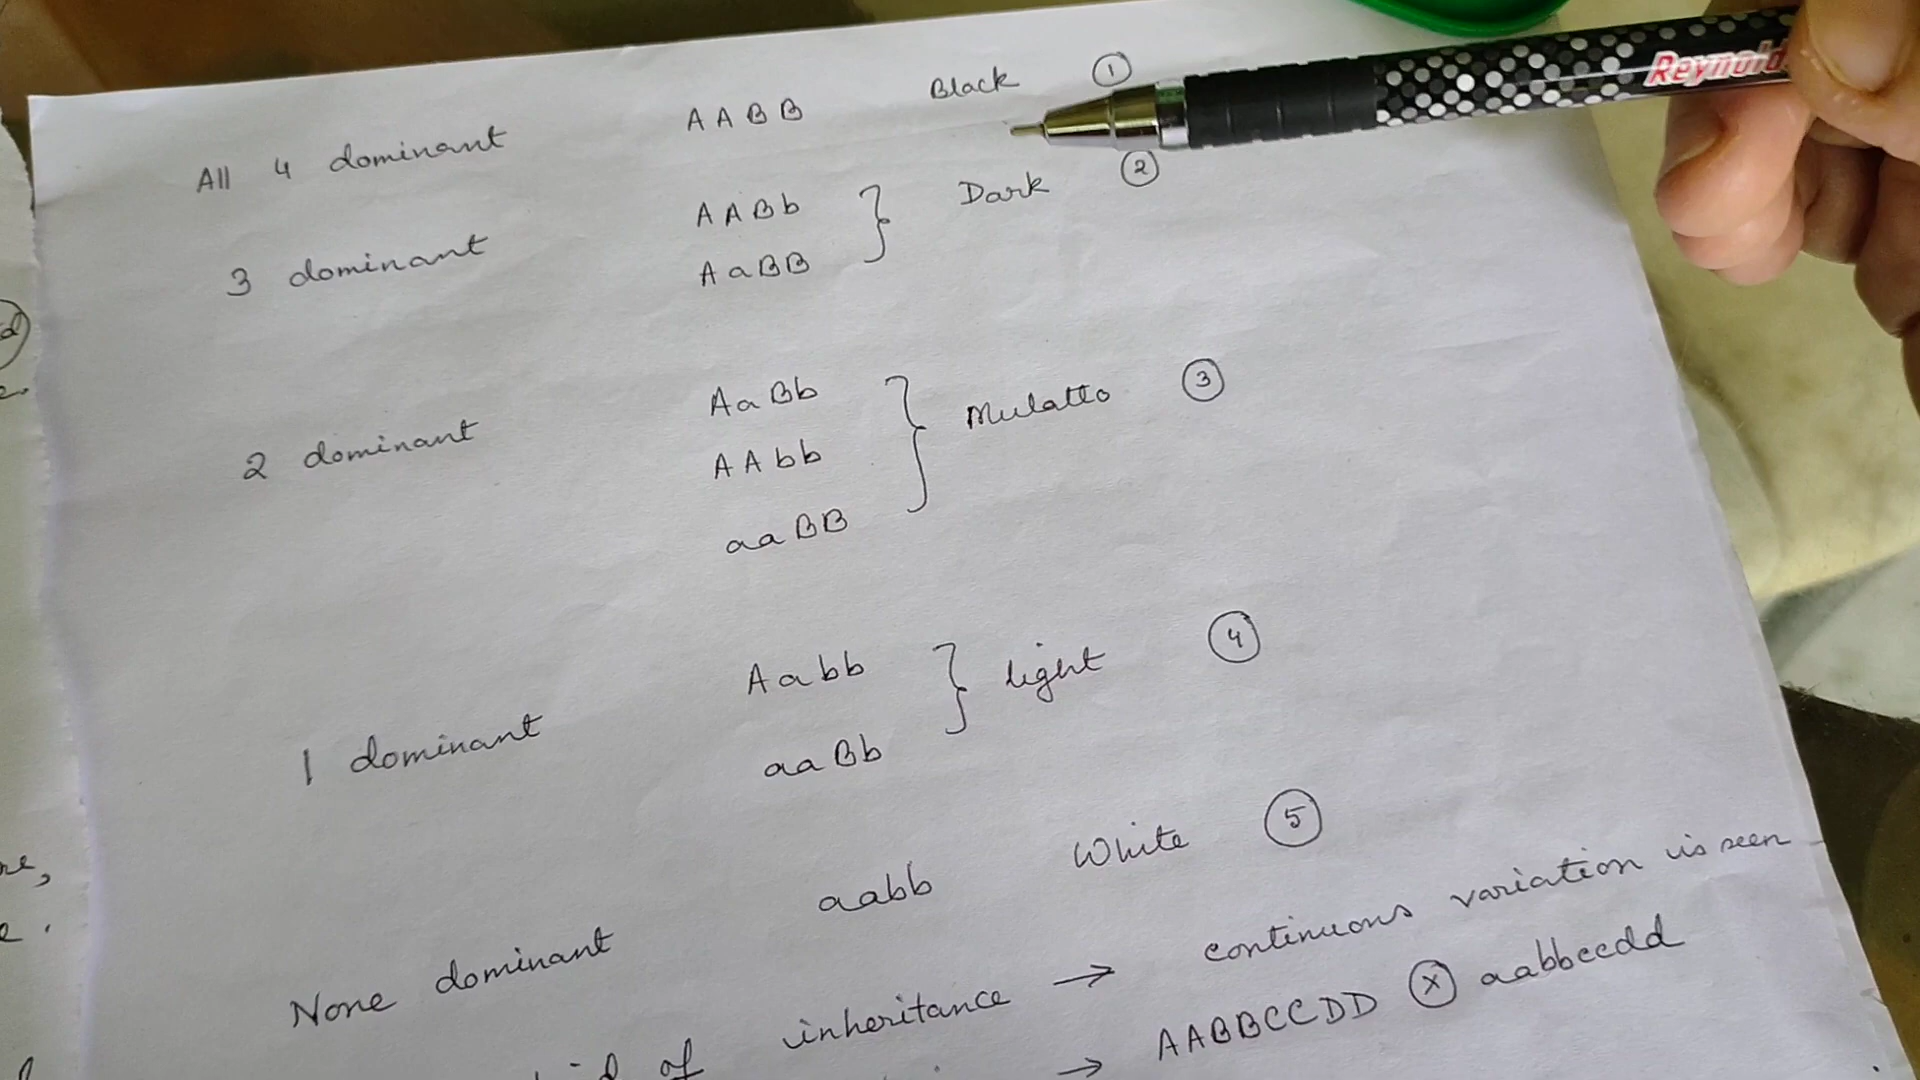 All 4 dominant AABB Black ①
3 dominant AABb } Dark ②
AaBB
2 dominant AaBb } Mulatto ③
AAbb
aaBB
1 dominant Aabb } light ④
aaBb
None dominant aabb White ⑤
of inheritance → continuous variation is seen
→ AABBCCDD ⓧ aabbccdd
Reynolds